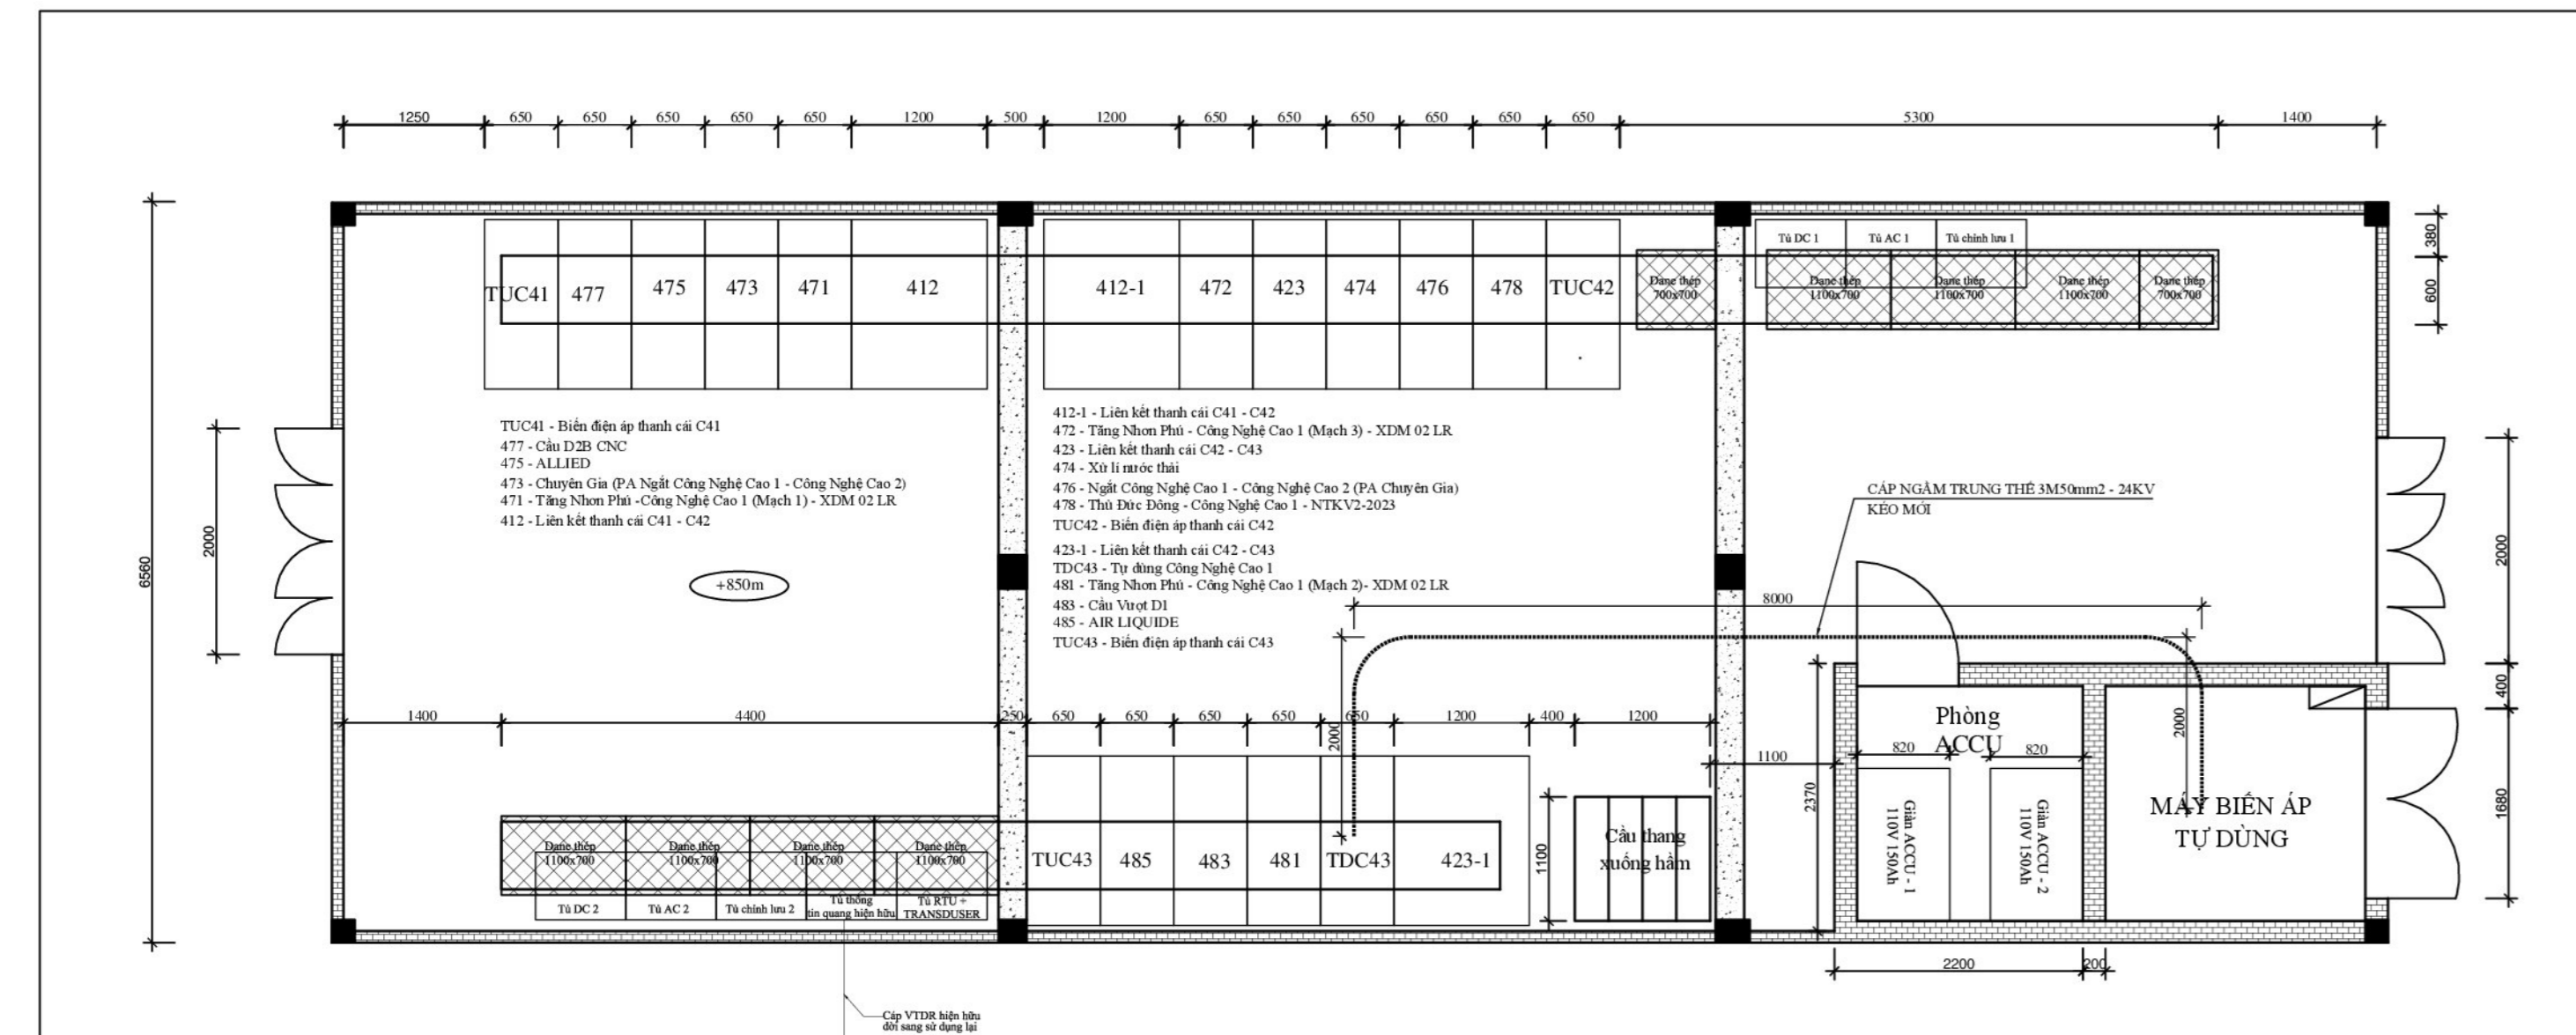 1250 650 650 650 650 650 1200 500 1200 650 650 650 650 650 650 5300 1400
380
600
2000
400
1680
6560
2000
TUC41 477 475 473 471 412
412-1 472 423 474 476 478 TUC42
Dane thép
700x700
Tủ DC 1 Tủ AC 1 Tủ chỉnh lưu 1
Dane thép
1100x700
Dane thép
1100x700
Dane thép
1100x700
Dane thép
700x700
TUC41 - Biến điện áp thanh cái C41
477 - Cầu D2B CNC
475 - ALLIED
473 - Chuyên Gia (PA Ngắt Công Nghệ Cao 1 - Công Nghệ Cao 2)
471 - Tăng Nhơn Phú -Công Nghệ Cao 1 (Mạch 1) - XDM 02 LR
412 - Liên kết thanh cái C41 - C42
+850m
412-1 - Liên kết thanh cái C41 - C42
472 - Tăng Nhơn Phú - Công Nghệ Cao 1 (Mạch 3) - XDM 02 LR
423 - Liên kết thanh cái C42 - C43
474 - Xử lí nước thải
476 - Ngắt Công Nghệ Cao 1 - Công Nghệ Cao 2 (PA Chuyên Gia)
478 - Thủ Đức Đông - Công Nghệ Cao 1 - NTKV2-2023
TUC42 - Biến điện áp thanh cái C42
423-1 - Liên kết thanh cái C42 - C43
TDC43 - Tự dùng Công Nghệ Cao 1
481 - Tăng Nhơn Phú - Công Nghệ Cao 1 (Mạch 2)- XDM 02 LR
483 - Cầu Vượt D1
485 - AIR LIQUIDE
TUC43 - Biến điện áp thanh cái C43
CÁP NGẦM TRUNG THẾ 3M50mm2 - 24KV
KÉO MỚI
8000
1400 4400 250 650 650 650 650 650 1200 400 1200
2000
1100
2370
1100
2000
Phòng
ACCU
820 820
Giàn ACCU - 1
110V 150Ah
Giàn ACCU - 2
110V 150Ah
MÁY BIẾN ÁP
TỰ DÙNG
2200 200
Dane thép
1100x700
Dane thép
1100x700
Dane thép
1100x700
Dane thép
1100x700
Tủ DC 2 Tủ AC 2 Tủ chỉnh lưu 2
Tủ thông
tin quang hiện hữu
Tủ RTU +
TRANSDUSER
TUC43 485 483 481 TDC43 423-1
Cầu thang
xuống hầm
Cáp VTDR hiện hữu
dời sang sử dụng lại